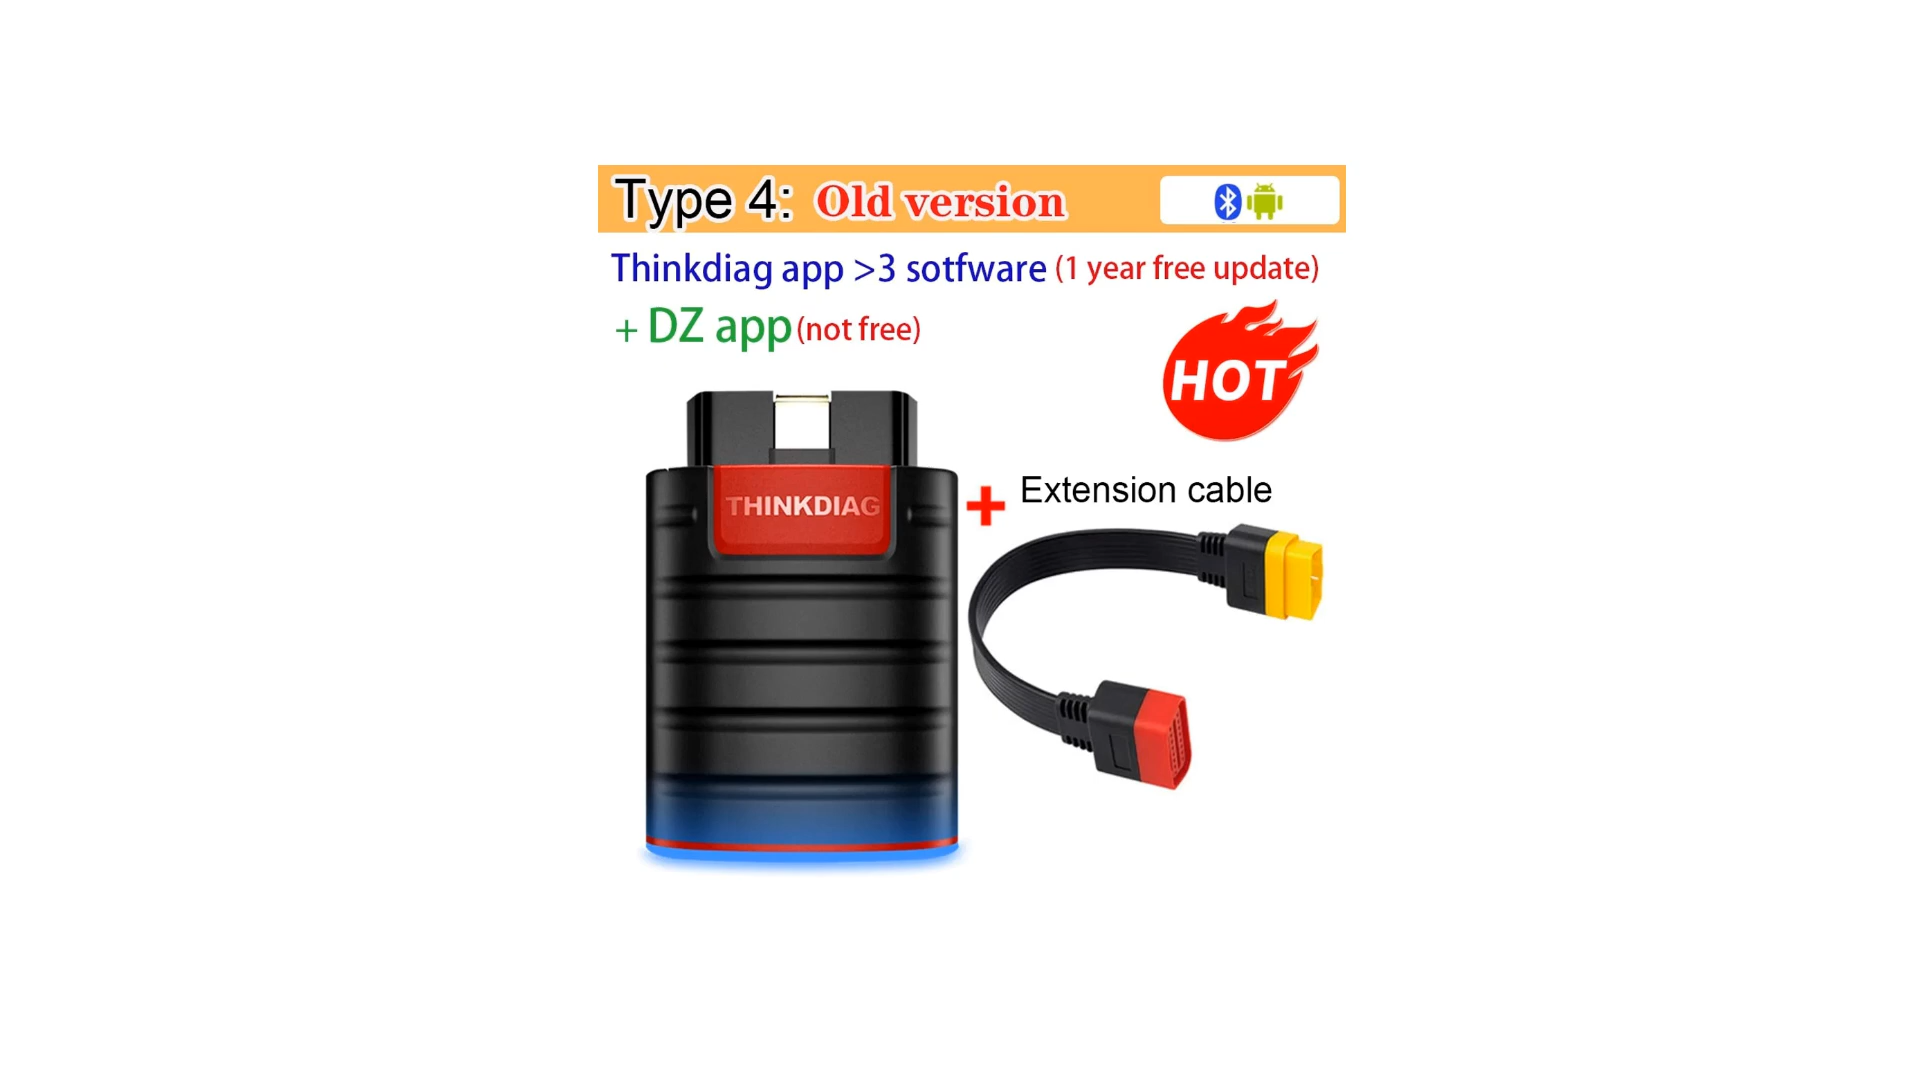 Type 4: Old version
Thinkdiag app >3 sotfware (1 year free update)
+ DZ app (not free)
HOT
THINKDIAG
+ Extension cable